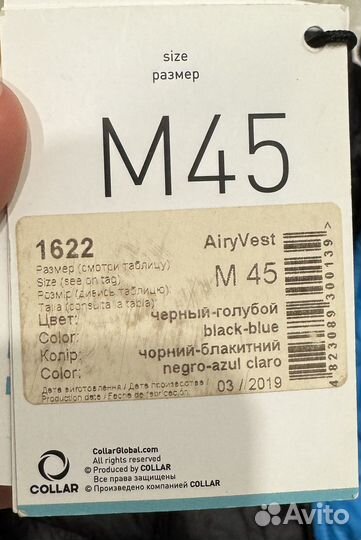 size
размер
M45
1622
AiryVest
Размер (смотри таблицу)
Size (see on tag)
Розмір (дивись таблицю)
Talla (consulta la tabla)
M 45
Цвет: черный-голубой
Color: black-blue
Колір: чорний-блакитний
Color: negro-azul claro
Дата изготовления / Дата производства /
Production date / Fecha de fabricación:
03 / 2019
4823089300139>
CollarGlobal.com
All rights reserved
© Produced by COLLAR
Все права защищены
© Произведено компанией COLLAR
COLLAR
Avito